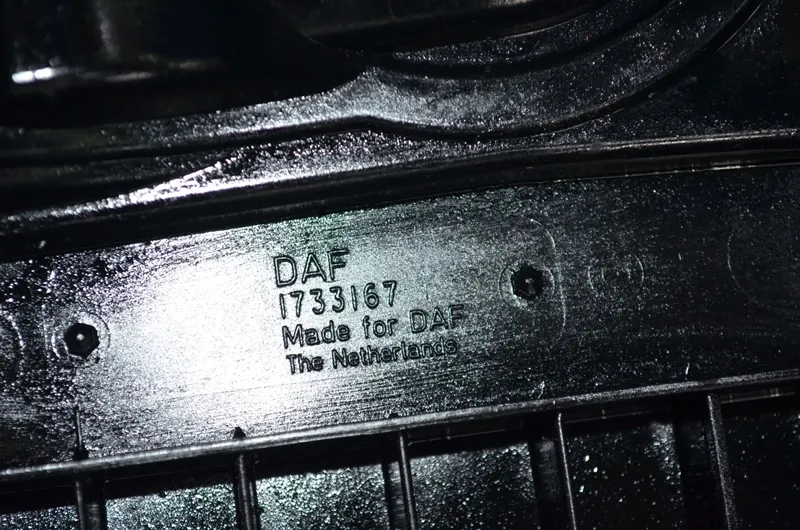 DAF
1733167
Made for DAF
The Netherlands